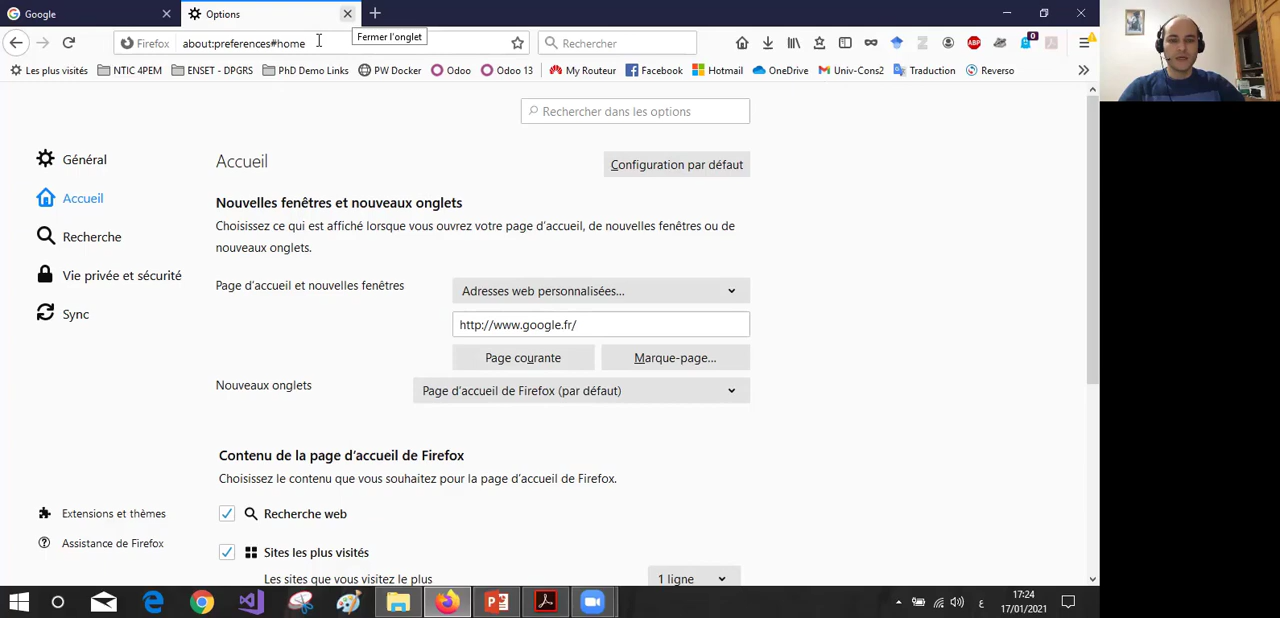 Google
Options
Firefox about:preferences#home
Fermer l'onglet
Rechercher
Les plus visités NTIC 4PEM ENSET - DPGRS PhD Demo Links PW Docker Odoo Odoo 13 My Routeur Facebook Hotmail OneDrive Univ-Cons2 Traduction Reverso
Rechercher dans les options
Général
Accueil
Recherche
Vie privée et sécurité
Sync
Extensions et thèmes
Assistance de Firefox
Accueil
Configuration par défaut
Nouvelles fenêtres et nouveaux onglets
Choisissez ce qui est affiché lorsque vous ouvrez votre page d'accueil, de nouvelles fenêtres ou de
nouveaux onglets.
Page d'accueil et nouvelles fenêtres
Adresses web personnalisées...
http://www.google.fr/
Page courante Marque-page...
Nouveaux onglets
Page d'accueil de Firefox (par défaut)
Contenu de la page d'accueil de Firefox
Choisissez le contenu que vous souhaitez pour la page d'accueil de Firefox.
Recherche web
Sites les plus visités
Les sites que vous visitez le plus
1 ligne
ABP
0
ع
17:24
17/01/2021